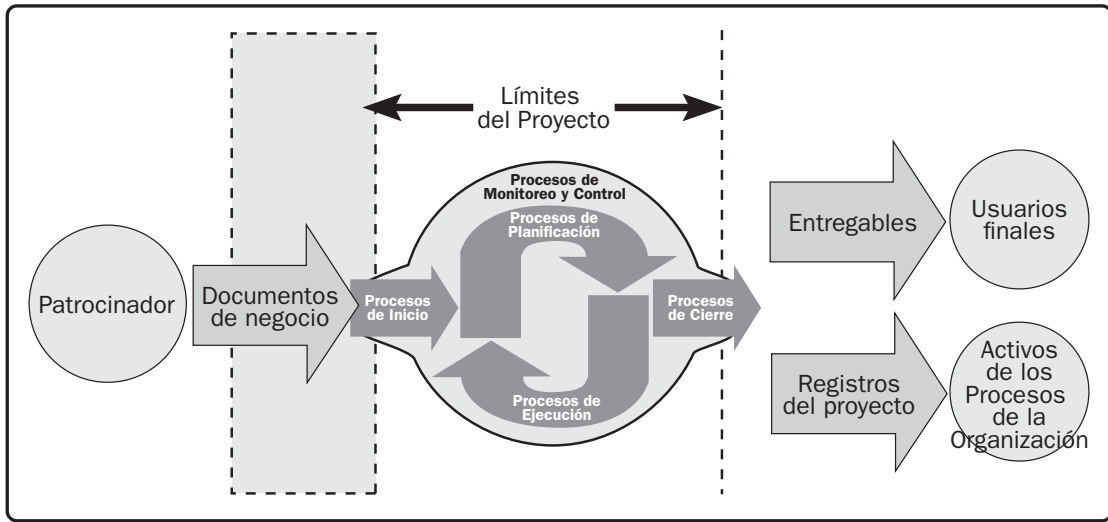 Límites
del Proyecto
Procesos de
Monitoreo y Control
Procesos de
Planificación
Patrocinador
Documentos
de negocio
Procesos
de Inicio
Procesos
de Cierre
Procesos de
Ejecución
Entregables
Usuarios
finales
Registros
del proyecto
Activos
de los
Procesos
de la
Organización